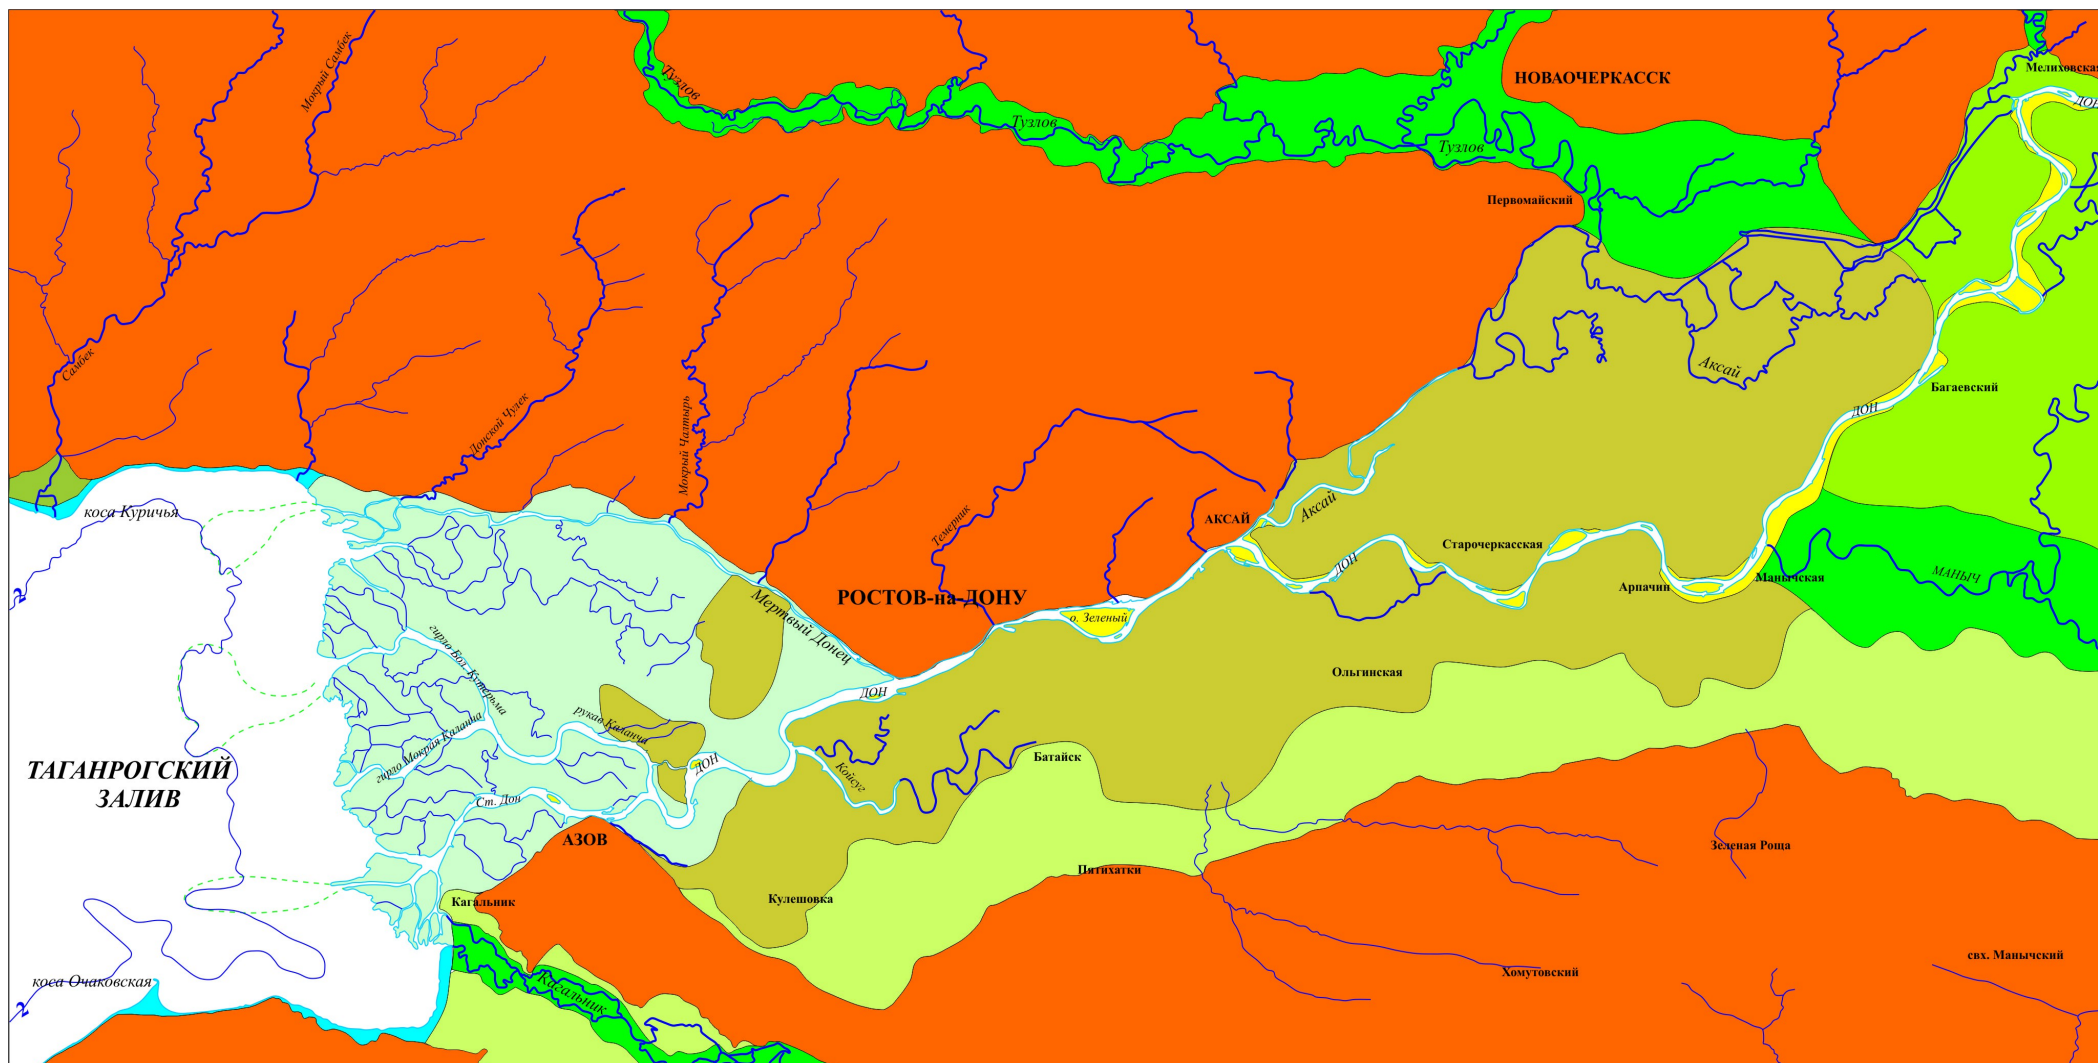 Мокрый Самбек
Тузлов
Тузлов
Тузлов
НОВАОЧЕРКАССК
Мелиховская
ДОН
Первомайский
Самбек
Донской Чулек
Мокрый Чалтырь
Аксай
Багаевский
ДОН
коса Куричья
2
Темерник
АКСАЙ
Аксай
ДОН
Старочеркасская
Арпачин
Манычская
МАНЫЧ
РОСТОВ-на-ДОНУ
о. Зеленый
Мертвый Донец
гирло Бол. Кутерьма
ДОН
Ольгинская
рукав Каланча
гирло Мокрая Каланча
ДОН
Койсуг
Батайск
ТАГАНРОГСКИЙ
ЗАЛИВ
Ст. Дон
АЗОВ
Зеленая Роща
Пятихатки
Кагальник
Кулешовка
Хомутовский
свх. Манычский
коса Очаковская
Кагальник
2